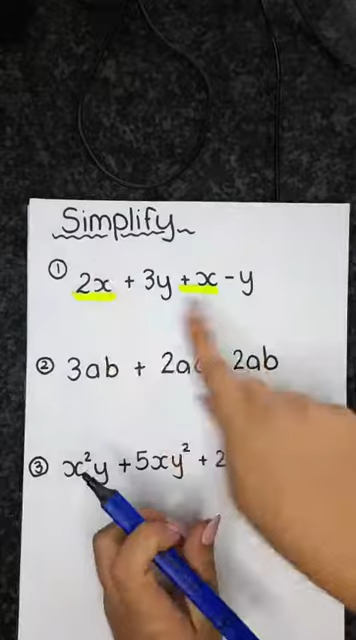 Simplify
① 2x + 3y + x - y
② 3ab + 2a 2ab
③ x²y + 5xy² + 2